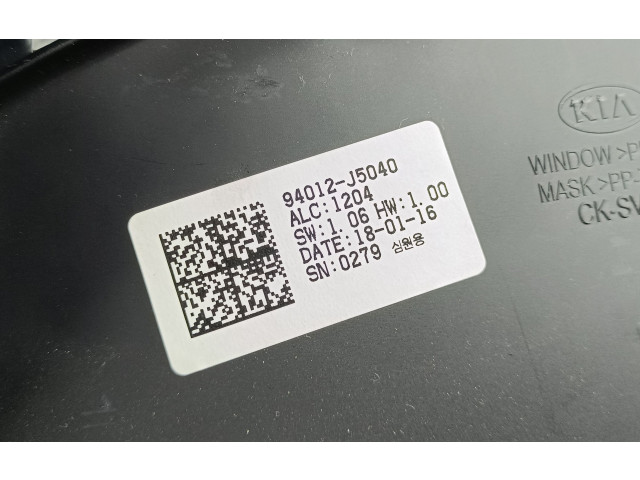 94012-J5040
ALC:1204
SW:1.06 HW:1.00
DATE:18-01-16
SN:0279 심원용
KIA
WINDOW >P
MASK >PP-
CK-SV